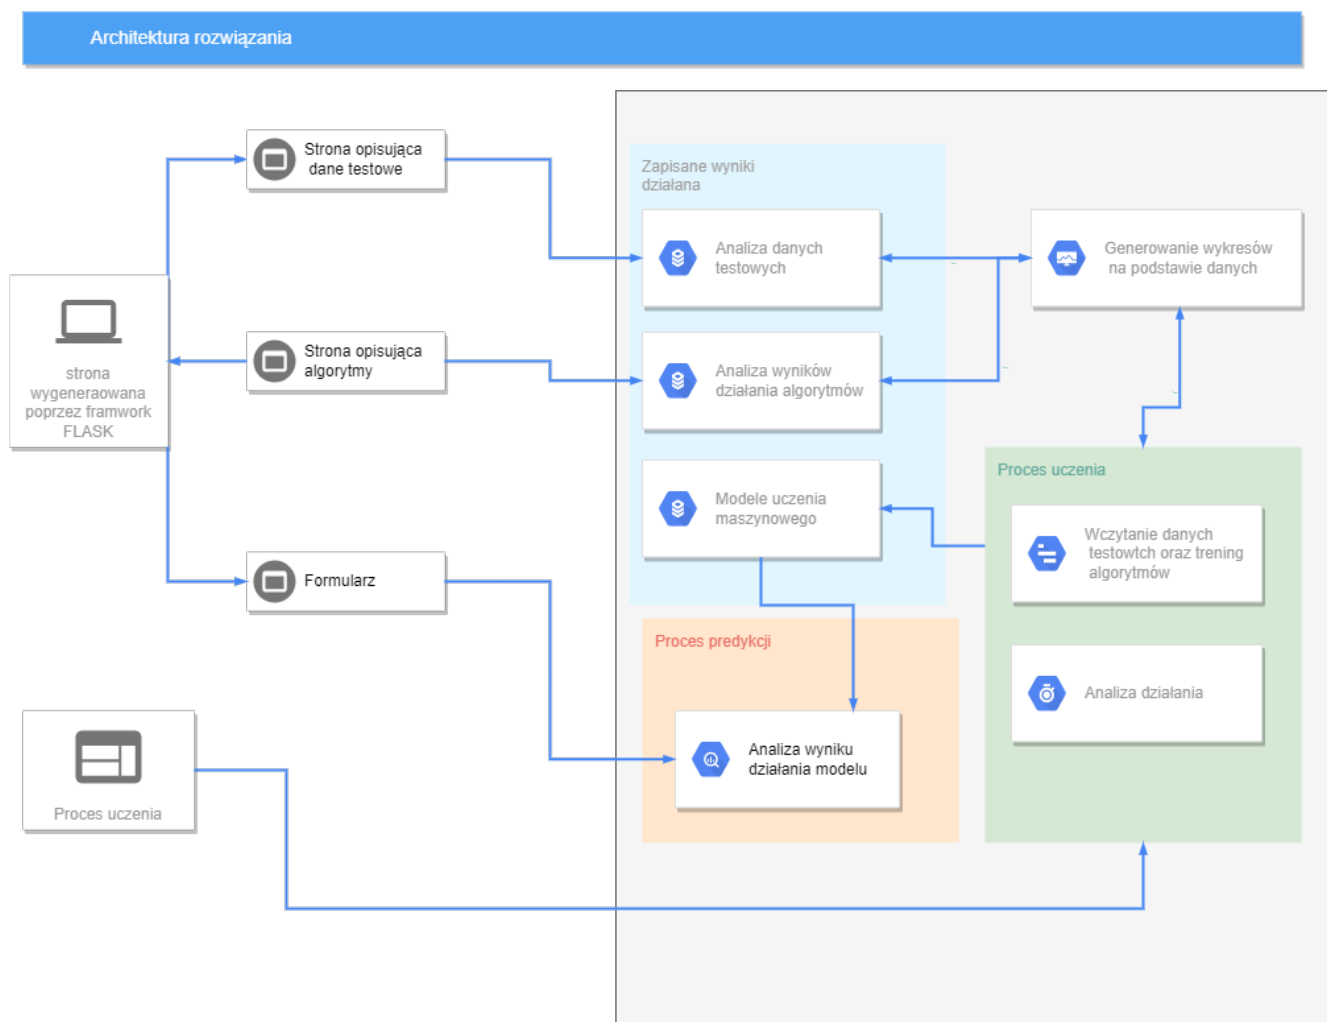 Architektura rozwiązania
Strona opisująca
dane testowe
Zapisane wyniki
działana
Analiza danych
testowych
Generowanie wykresów
na podstawie danych
strona
wygeneraowana
poprzez framwork
FLASK
Strona opisująca
algorytmy
Analiza wyników
działania algorytmów
Proces uczenia
Modele uczenia
maszynowego
Wczytanie danych
testowtch oraz trening
algorytmów
Formularz
Proces predykcji
Analiza działania
Analiza wyniku
działania modelu
Proces uczenia